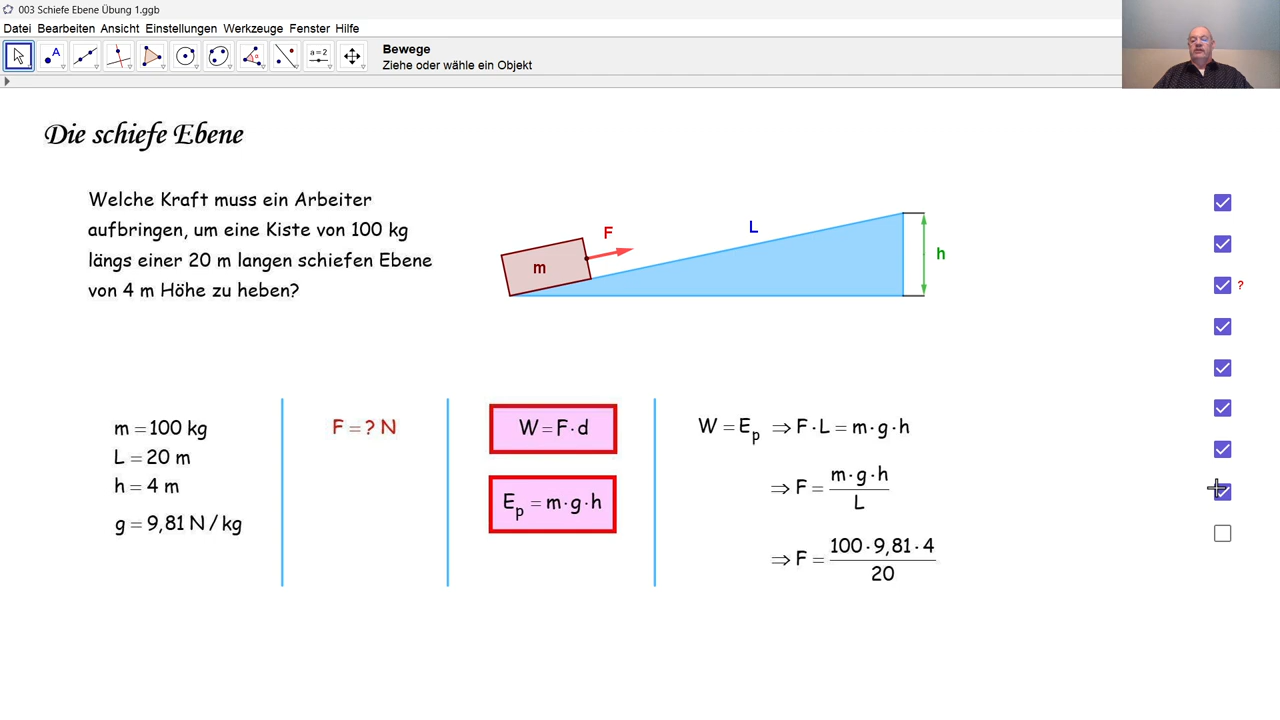 003 Schiefe Ebene Übung 1.ggb
Datei Bearbeiten Ansicht Einstellungen Werkzeuge Fenster Hilfe
A
α
a=2
Bewege
Ziehe oder wähle ein Objekt
Die schiefe Ebene
Welche Kraft muss ein Arbeiter
aufbringen, um eine Kiste von 100 kg
längs einer 20 m langen schiefen Ebene
von 4 m Höhe zu heben?
F
m
L
h
?
m = 100 kg
L = 20 m
h = 4 m
g = 9,81 N / kg
F = ? N
W = F · d
E_p = m · g · h
W = E_p ⇒ F · L = m · g · h
⇒ F = m · g · h / L
⇒ F = 100 · 9,81 · 4 / 20